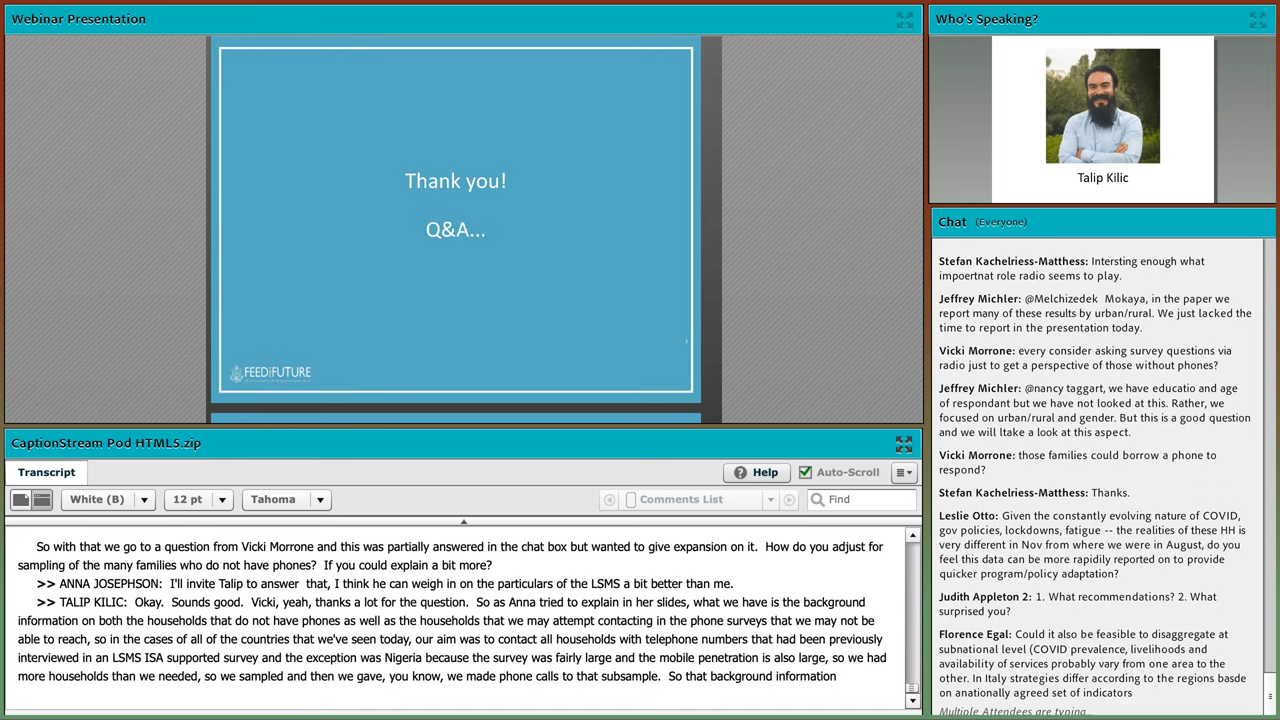 Webinar Presentation
Thank you!
Q&A...
FEED THE FUTURE
Who's Speaking?
Talip Kilic
Chat (Everyone)
Stefan Kachelriess-Matthess: Intersting enough what
impoertnat role radio seems to play.
Jeffrey Michler: @Melchizedek Mokaya, in the paper we
report many of these results by urban/rural. We just lacked the
time to report in the presentation today.
Vicki Morrone: every consider asking survey questions via
radio just to get a perspective of those without phones?
Jeffrey Michler: @nancy taggart, we have educatio and age
of respondant but we have not looked at this. Rather, we
focused on urban/rural and gender. But this is a good question
and we will ltake a look at this aspect.
Vicki Morrone: those families could borrow a phone to
respond?
Stefan Kachelriess-Matthess: Thanks.
Leslie Otto: Given the constantly evolving nature of COVID,
gov policies, lockdowns, fatigue -- the realities of these HH is
very different in Nov from where we were in August, do you
feel this data can be more rapidly reported on to provide
quicker program/policy adaptation?
Judith Appleton 2: 1. What recommendations? 2. What
surprised you?
Florence Egal: Could it also be feasible to disaggregate at
subnational level (COVID prevalence, livelihoods and
availability of services probably vary from one area to the
other. In Italy strategies differ according to the regions basde
on anationally agreed set of indicators
Multiple Attendees are typing...
CaptionStream Pod HTML5.zip
Transcript
Help
Auto-Scroll
White (B)
12 pt
Tahoma
Comments List
Find
So with that we go to a question from Vicki Morrone and this was partially answered in the chat box but wanted to give expansion on it. How do you adjust for
sampling of the many families who do not have phones? If you could explain a bit more?
>> ANNA JOSEPHSON: I'll invite Talip to answer that, I think he can weigh in on the particulars of the LSMS a bit better than me.
>> TALIP KILIC: Okay. Sounds good. Vicki, yeah, thanks a lot for the question. So as Anna tried to explain in her slides, what we have is the background
information on both the households that do not have phones as well as the households that we may attempt contacting in the phone surveys that we may not be
able to reach, so in the cases of all of the countries that we've seen today, our aim was to contact all households with telephone numbers that had been previously
interviewed in an LSMS ISA supported survey and the exception was Nigeria because the survey was fairly large and the mobile penetration is also large, so we had
more households than we needed, so we sampled and then we gave, you know, we made phone calls to that subsample. So that background information